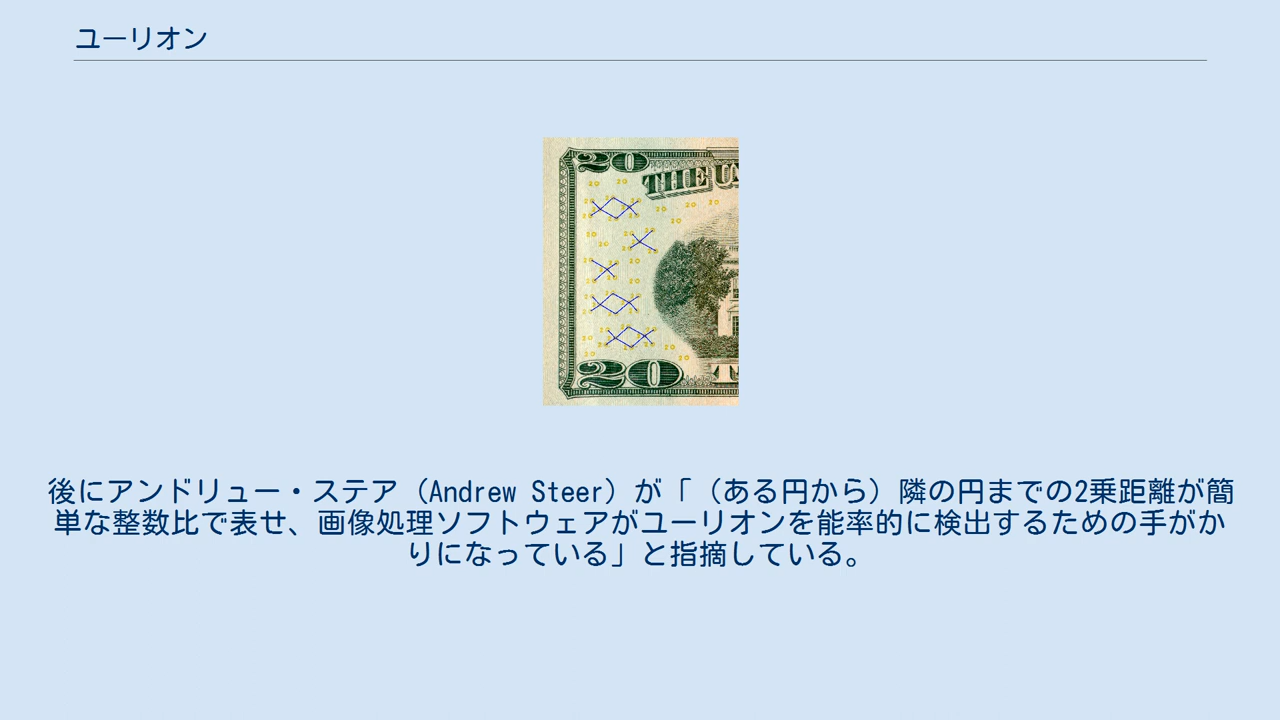 ユーリオン
20
THE U
20
T
後にアンドリュー・ステア（Andrew Steer）が「（ある円から）隣の円までの2乗距離が簡
単な整数比で表せ、画像処理ソフトウェアがユーリオンを能率的に検出するための手がか
りになっている」と指摘している。